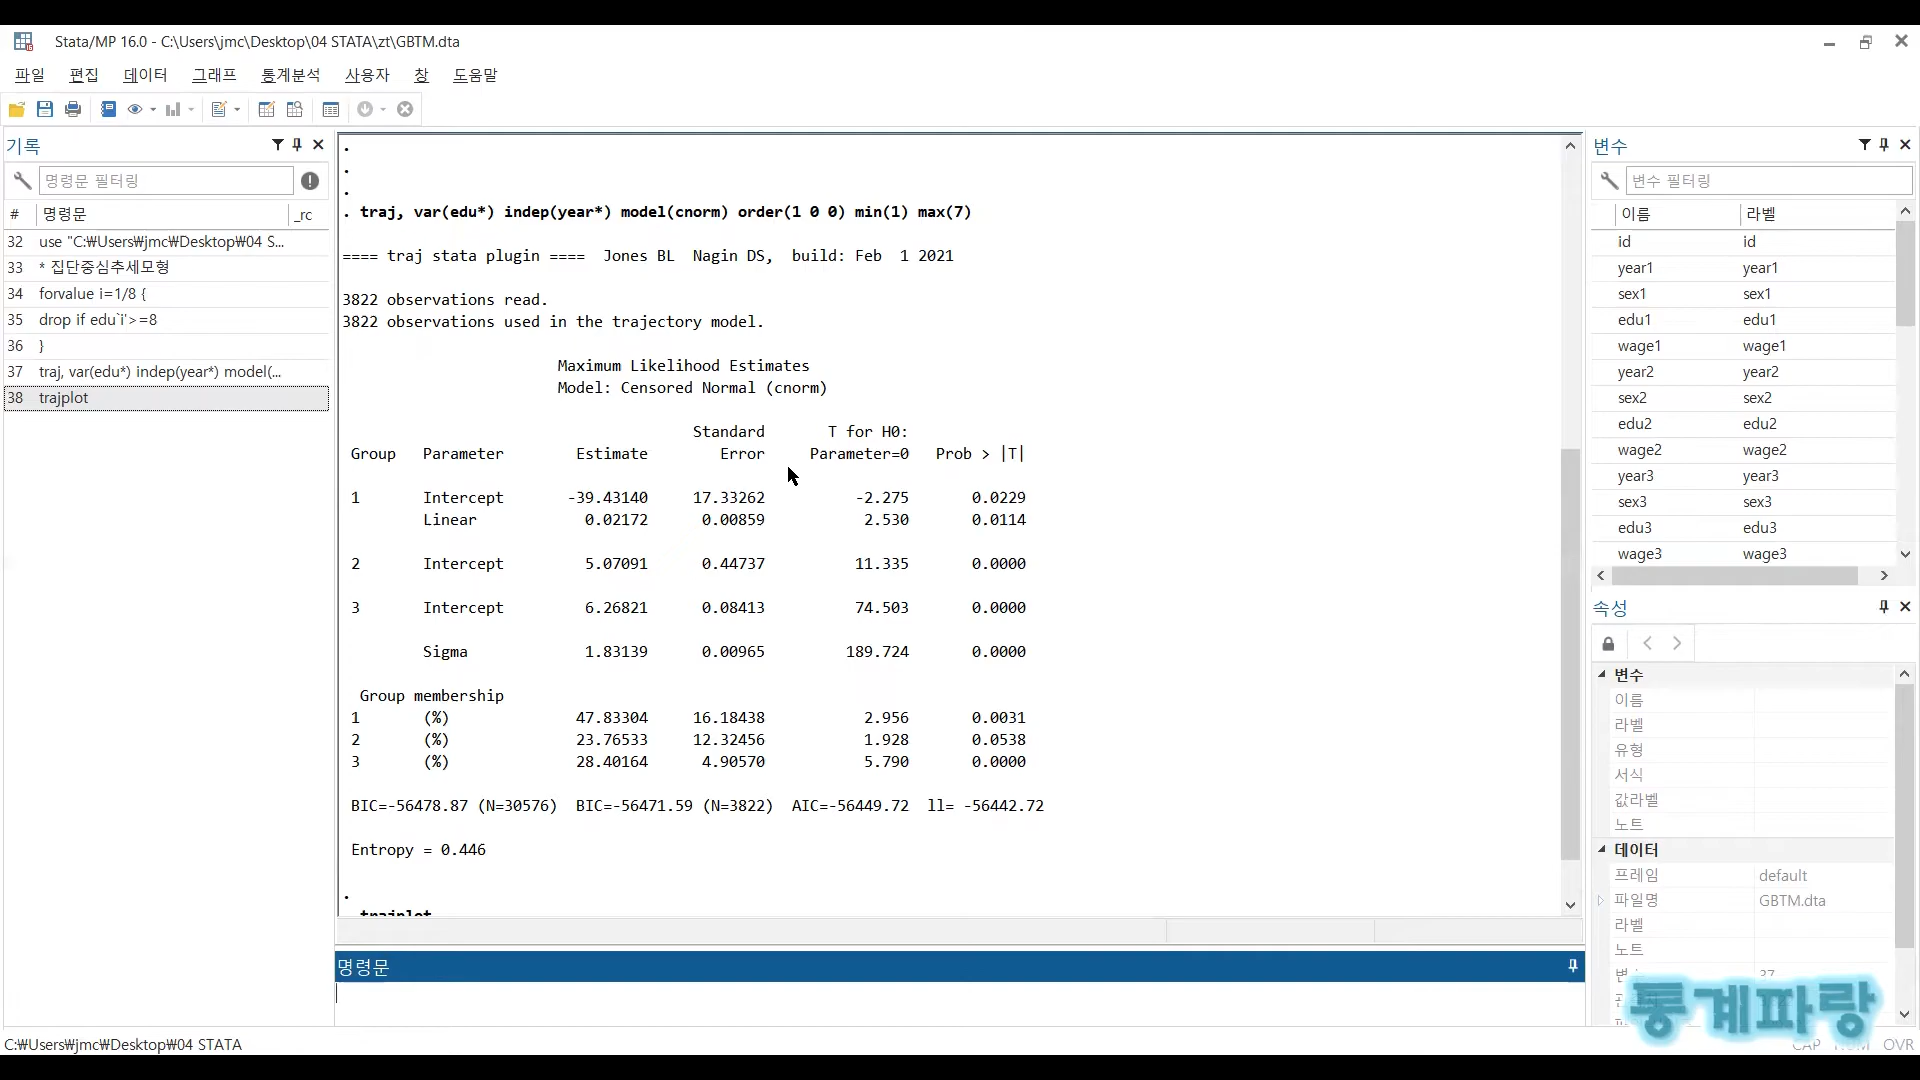 Stata/MP 16.0 - C:\Users\jmc\Desktop\04 STATA\zt\GBTM.dta
파일 편집 데이터 그래프 통계분석 사용자 창 도움말
기록
명령문 필터링
# 명령문 _rc
32 use "C:₩Users₩jmc₩Desktop₩04 S...
33 * 집단중심추세모형
34 forvalue i=1/8 {
35 drop if edu`i'>=8
36 }
37 traj, var(edu*) indep(year*) model(...
38 trajplot
.
.
.
. traj, var(edu*) indep(year*) model(cnorm) order(1 0 0) min(1) max(7)
==== traj stata plugin ==== Jones BL Nagin DS, build: Feb 1 2021
3822 observations read.
3822 observations used in the trajectory model.
Maximum Likelihood Estimates
Model: Censored Normal (cnorm)
Standard T for H0:
Group Parameter Estimate Error Parameter=0 Prob > |T|
1 Intercept -39.43140 17.33262 -2.275 0.0229
Linear 0.02172 0.00859 2.530 0.0114
2 Intercept 5.07091 0.44737 11.335 0.0000
3 Intercept 6.26821 0.08413 74.503 0.0000
Sigma 1.83139 0.00965 189.724 0.0000
Group membership
1 (%) 47.83304 16.18438 2.956 0.0031
2 (%) 23.76533 12.32456 1.928 0.0538
3 (%) 28.40164 4.90570 5.790 0.0000
BIC=-56478.87 (N=30576) BIC=-56471.59 (N=3822) AIC=-56449.72 ll= -56442.72
Entropy = 0.446
.
trajplot
명령문
변수
변수 필터링
이름 라벨
id id
year1 year1
sex1 sex1
edu1 edu1
wage1 wage1
year2 year2
sex2 sex2
edu2 edu2
wage2 wage2
year3 year3
sex3 sex3
edu3 edu3
wage3 wage3
속성
변수
이름
라벨
유형
서식
값라벨
노트
데이터
프레임 default
파일명 GBTM.dta
라벨
노트
통계파랑
C:₩Users₩jmc₩Desktop₩04 STATA
CAP NUM OVR